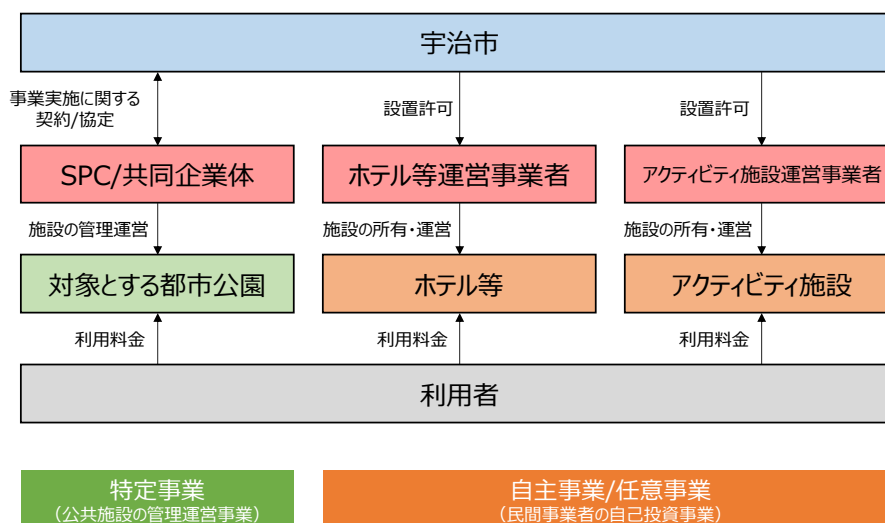 宇治市
事業実施に関する
契約/協定
設置許可
設置許可
SPC/共同企業体
ホテル等運営事業者
アクティビティ施設運営事業者
施設の管理運営
施設の所有・運営
施設の所有・運営
対象とする都市公園
ホテル等
アクティビティ施設
利用料金
利用料金
利用料金
利用者
特定事業
(公共施設の管理運営事業)
自主事業/任意事業
(民間事業者の自己投資事業)